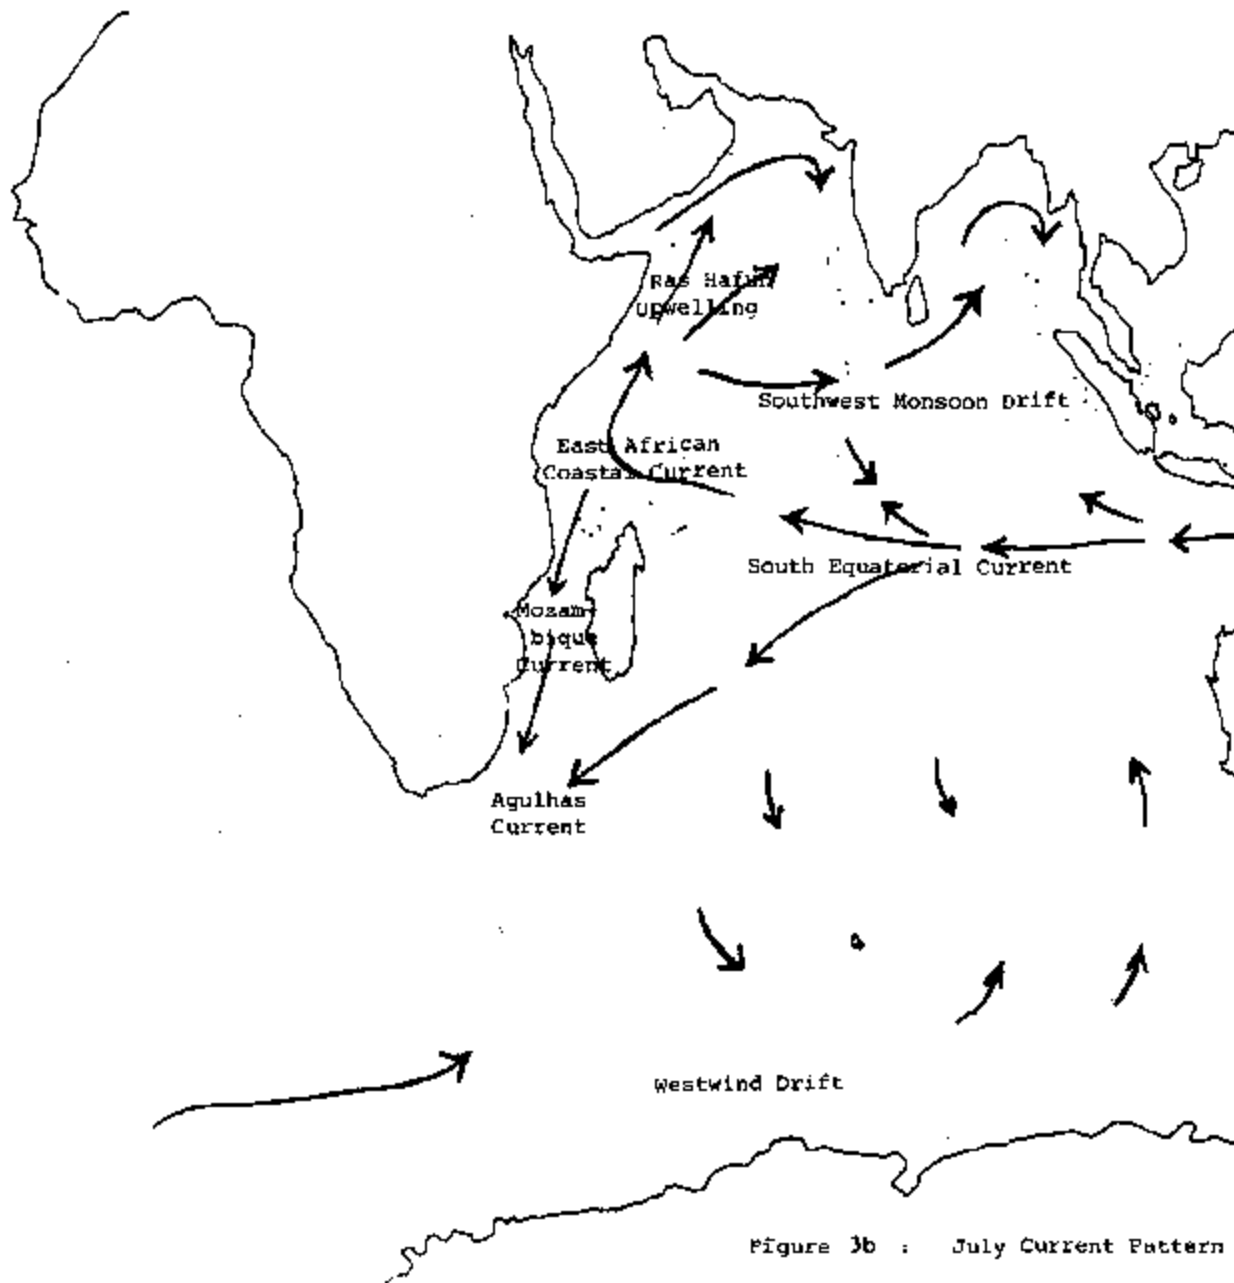 Ras Hafun
Upwelling
Southwest Monsoon Drift
East African
Coastal Current
South Equaterial Current
Mozam-
bique
Current
Agulhas
Current
Westwind Drift
Figure 3b : July Current Pattern